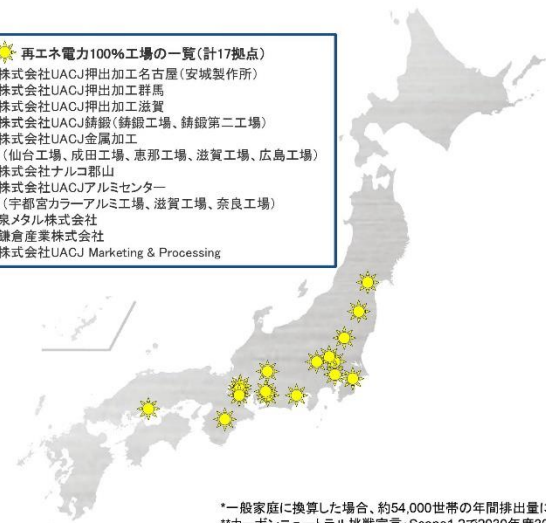 再エネ電力100%工場の一覧(計17拠点)
株式会社UACJ押出加工名古屋(安城製作所)
株式会社UACJ押出加工群馬
株式会社UACJ押出加工滋賀
株式会社UACJ鋳鍛(鋳鍛工場、鋳鍛第二工場)
株式会社UACJ金属加工
(仙台工場、成田工場、恵那工場、滋賀工場、広島工場)
株式会社ナルコ郡山
株式会社UACJアルミセンター
(宇都宮カラーアルミ工場、滋賀工場、奈良工場)
泉メタル株式会社
鎌倉産業株式会社
株式会社UACJ Marketing & Processing
*一般家庭に換算した場合、約54,000世帯の年間排出量に